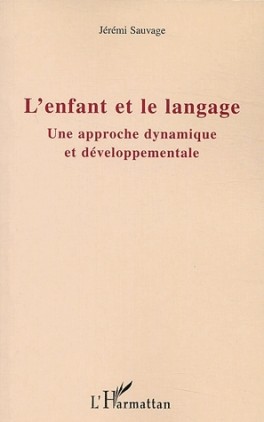 Jérémi Sauvage
L'enfant et le langage
Une approche dynamique
et développementale
L'Harmattan